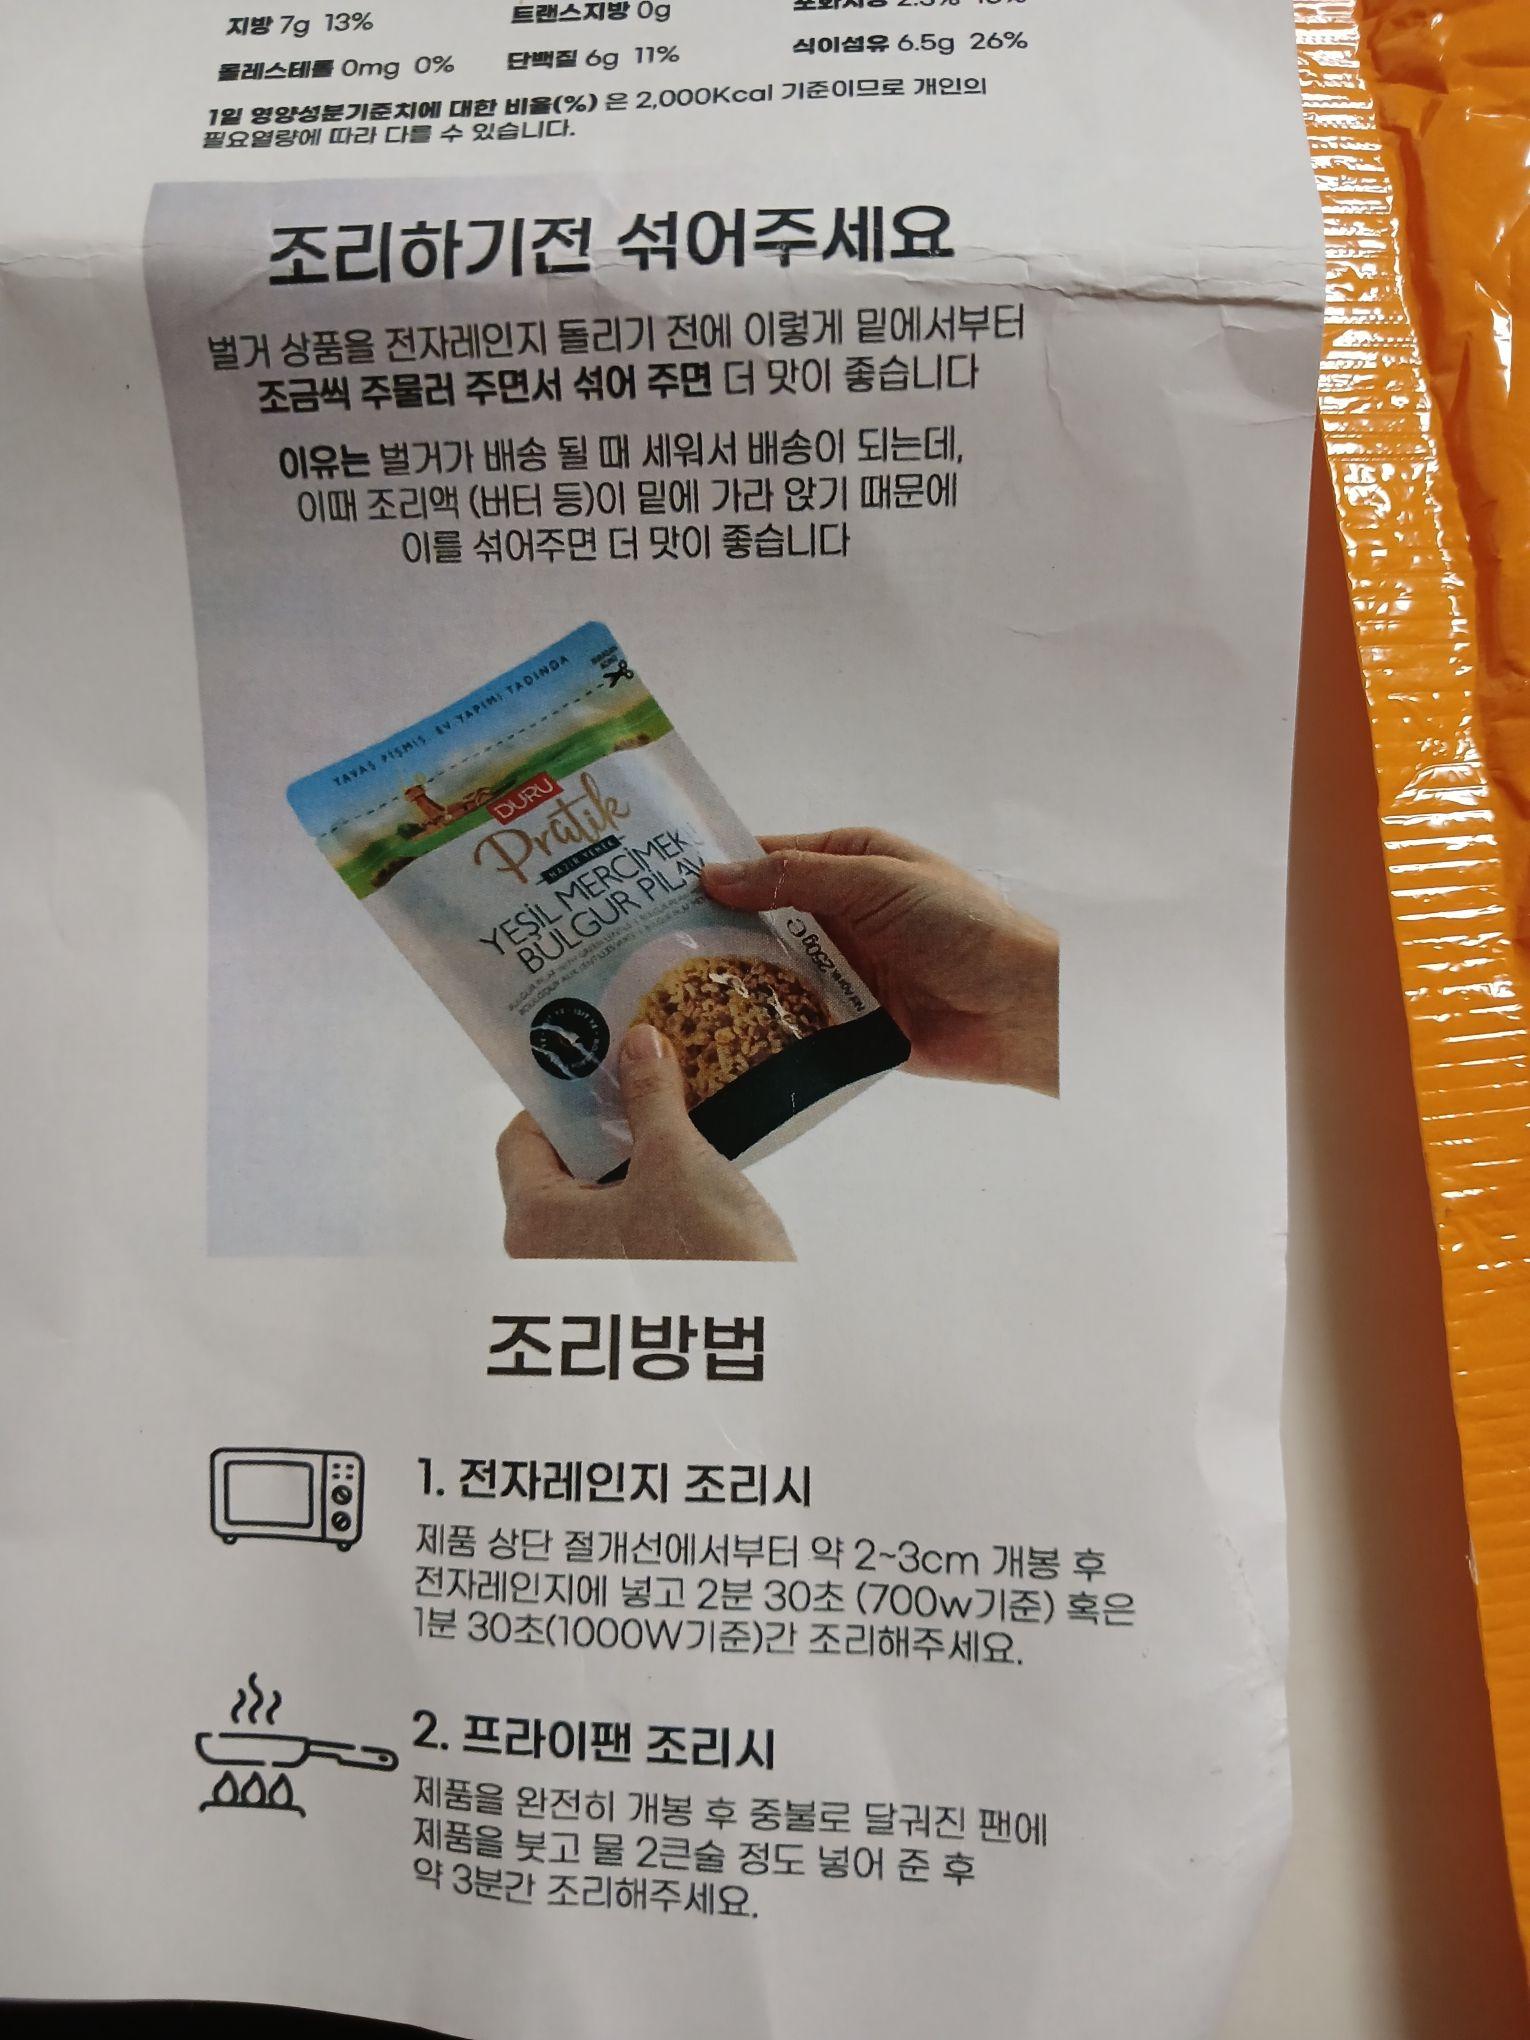 지방 7g 13%
트랜스지방 0g
콜레스테롤 0mg 0%
단백질 6g 11%
식이섬유 6.5g 26%
1일 영양성분기준치에 대한 비율(%) 은 2,000Kcal 기준이므로 개인의
필요열량에 따라 다를 수 있습니다.
조리하기전 섞어주세요
벌거 상품을 전자레인지 돌리기 전에 이렇게 밑에서부터
조금씩 주물러 주면서 섞어 주면 더 맛이 좋습니다
이유는 벌거가 배송 될 때 세워서 배송이 되는데,
이때 조리액 (버터 등)이 밑에 가라 앉기 때문에
이를 섞어주면 더 맛이 좋습니다
TAVAŞ PIŞMIŞ EV YAPIMI TADINDA
DURU
Pratik
HAZIR YEMEK
YEŞİL MERCİMEK
BULGUR PİLAV
250g
조리방법
1. 전자레인지 조리시
제품 상단 절개선에서부터 약 2~3cm 개봉 후
전자레인지에 넣고 2분 30초 (700w기준) 혹은
1분 30초(1000W기준)간 조리해주세요.
2. 프라이팬 조리시
제품을 완전히 개봉 후 중불로 달궈진 팬에
제품을 붓고 물 2큰술 정도 넣어 준 후
약 3분간 조리해주세요.